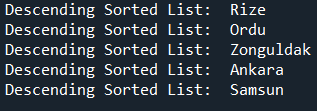 Descending Sorted List:  Rize
Descending Sorted List:  Ordu
Descending Sorted List:  Zonguldak
Descending Sorted List:  Ankara
Descending Sorted List:  Samsun